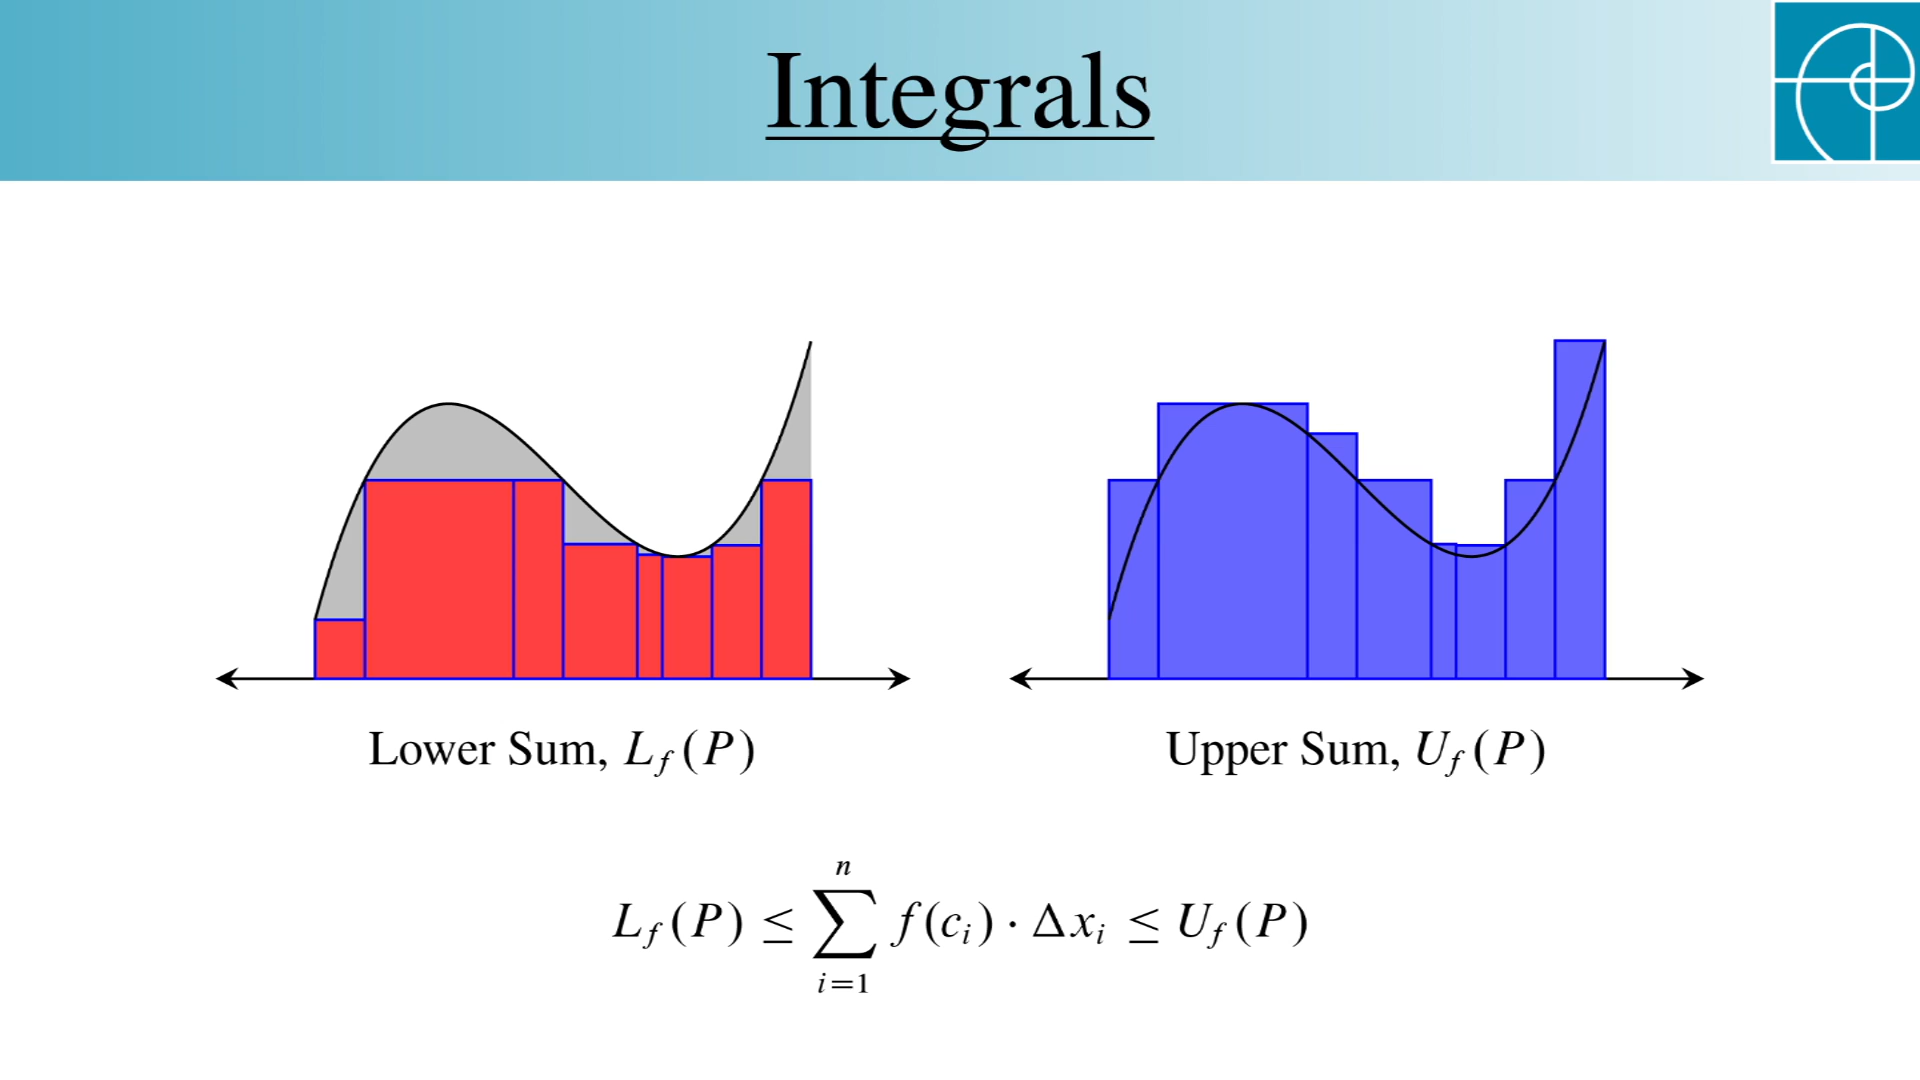 Integrals
Lower Sum, L_f(P)
Upper Sum, U_f(P)
L_f(P) ≤ ∑_{i=1}^{n} f(c_i) · Δx_i ≤ U_f(P)